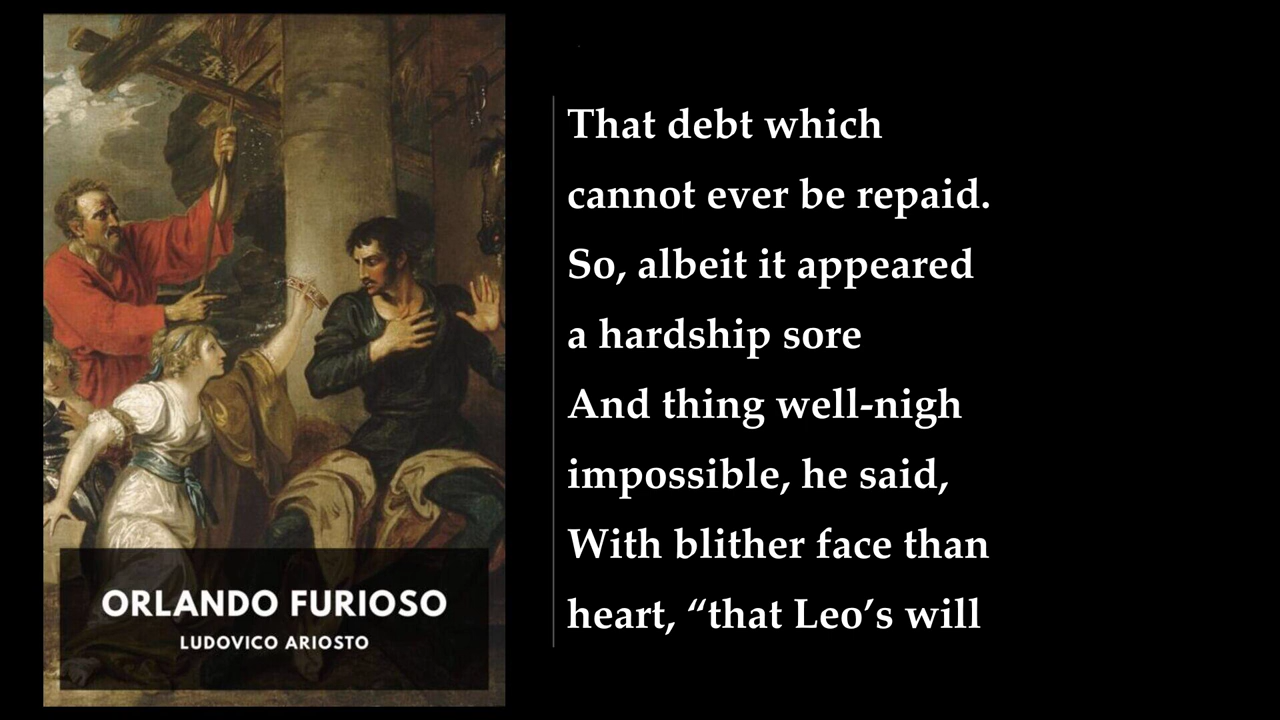 ORLANDO FURIOSO
LUDOVICO ARIOSTO
That debt which
cannot ever be repaid.
So, albeit it appeared
a hardship sore
And thing well-nigh
impossible, he said,
With blither face than
heart, “that Leo’s will